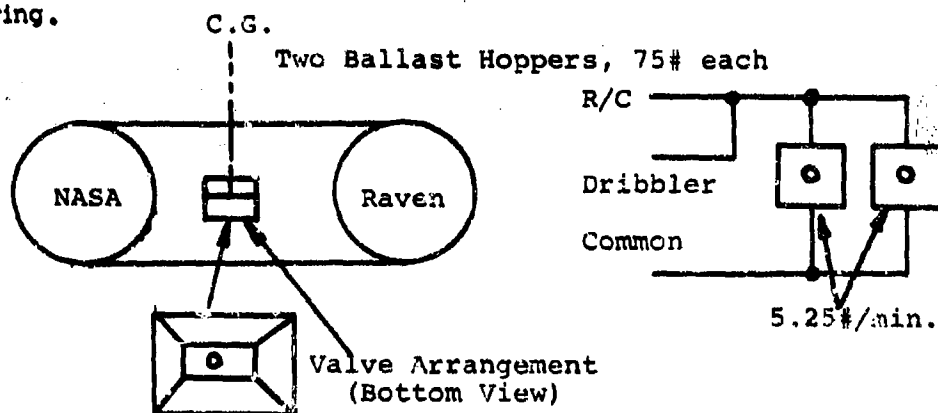 ring.
C.G.
Two Ballast Hoppers, 75# each
R/C
NASA
Raven
Dribbler
Common
5.25#/min.
Valve Arrangement
(Bottom View)